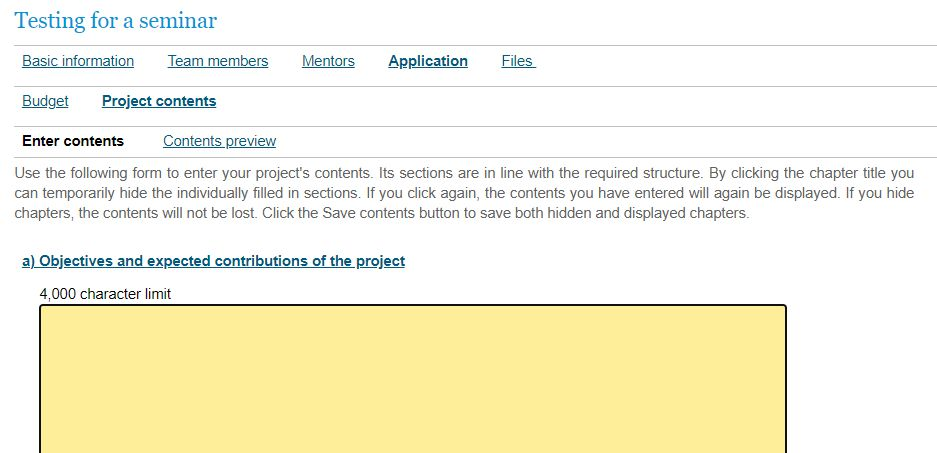 Testing for a seminar
Basic information Team members Mentors Application Files
Budget Project contents
Enter contents Contents preview
Use the following form to enter your project's contents. Its sections are in line with the required structure. By clicking the chapter title you
can temporarily hide the individually filled in sections. If you click again, the contents you have entered will again be displayed. If you hide
chapters, the contents will not be lost. Click the Save contents button to save both hidden and displayed chapters.
a) Objectives and expected contributions of the project
4,000 character limit